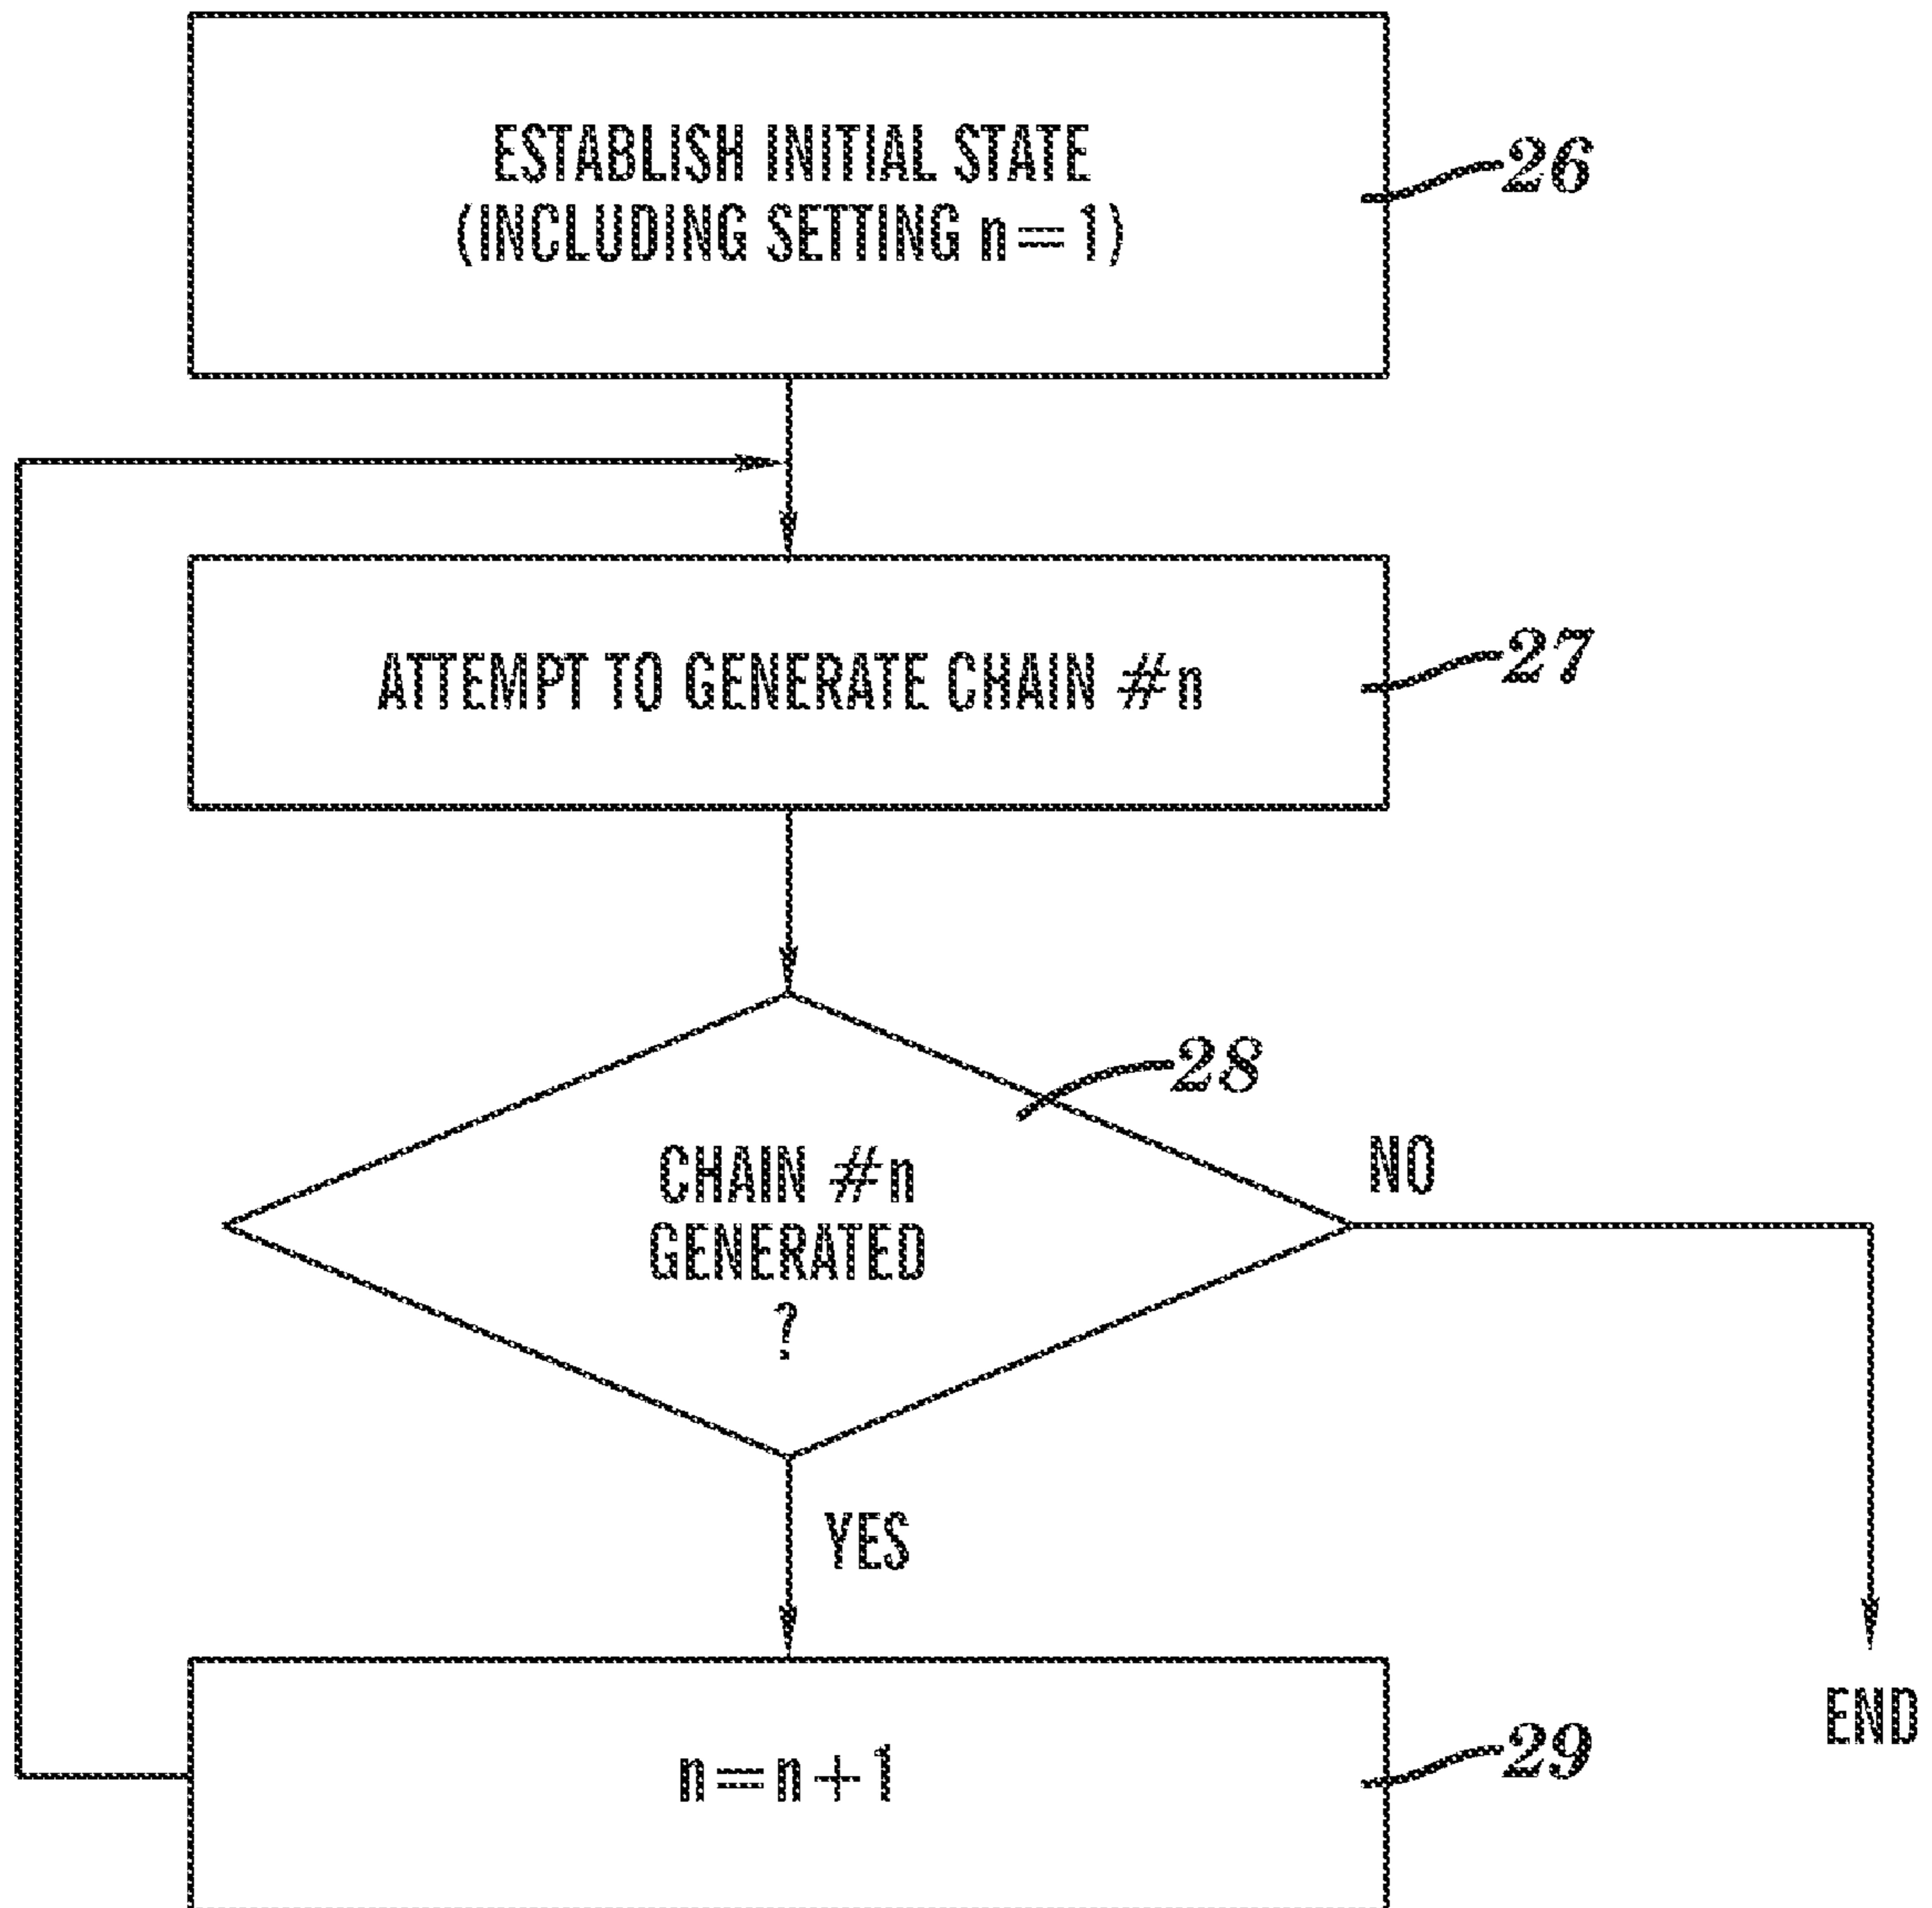 ESTABLISH INITIAL STATE
(INCLUDING SETTING n=1)
26
ATTEMPT TO GENERATE CHAIN #n
27
28
CHAIN #n
GENERATED
?
NO
YES
END
n=n+1
29